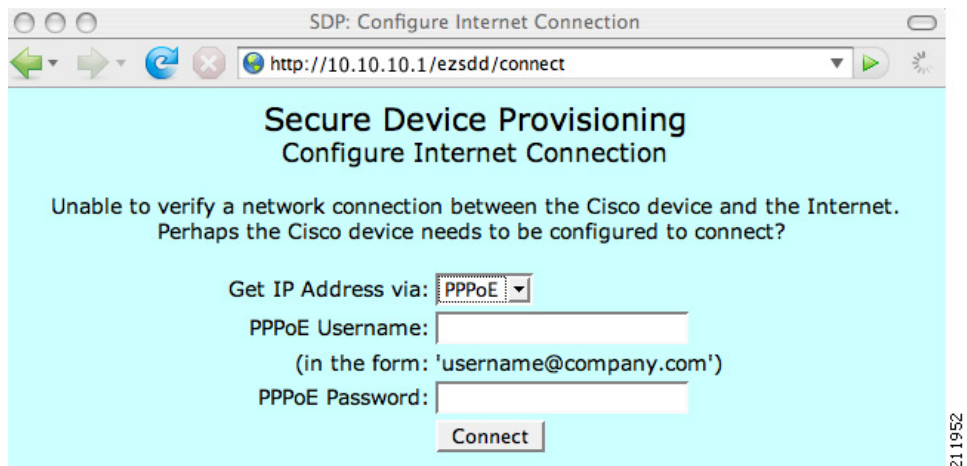 SDP: Configure Internet Connection
http://10.10.10.1/ezsdd/connect
Secure Device Provisioning
Configure Internet Connection
Unable to verify a network connection between the Cisco device and the Internet.
Perhaps the Cisco device needs to be configured to connect?
Get IP Address via: PPPoE
PPPoE Username:
(in the form: 'username@company.com')
PPPoE Password:
Connect
211952